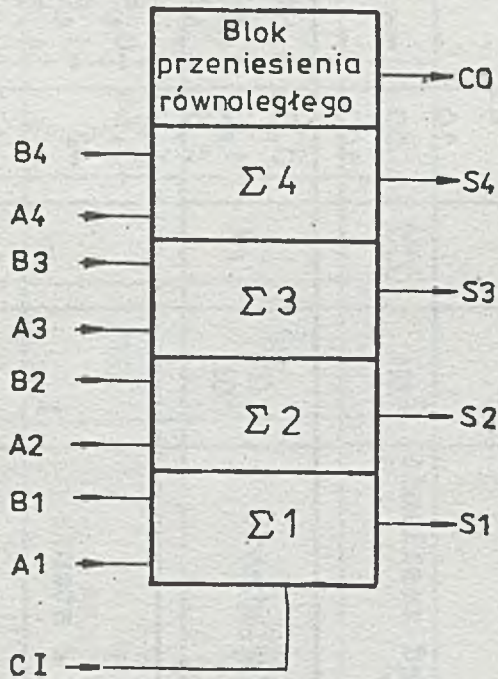 Blok
przeniesienia
równoległego
CO
B4
Σ4
S4
A4
B3
Σ3
S3
A3
B2
Σ2
S2
A2
B1
Σ1
S1
A1
CI